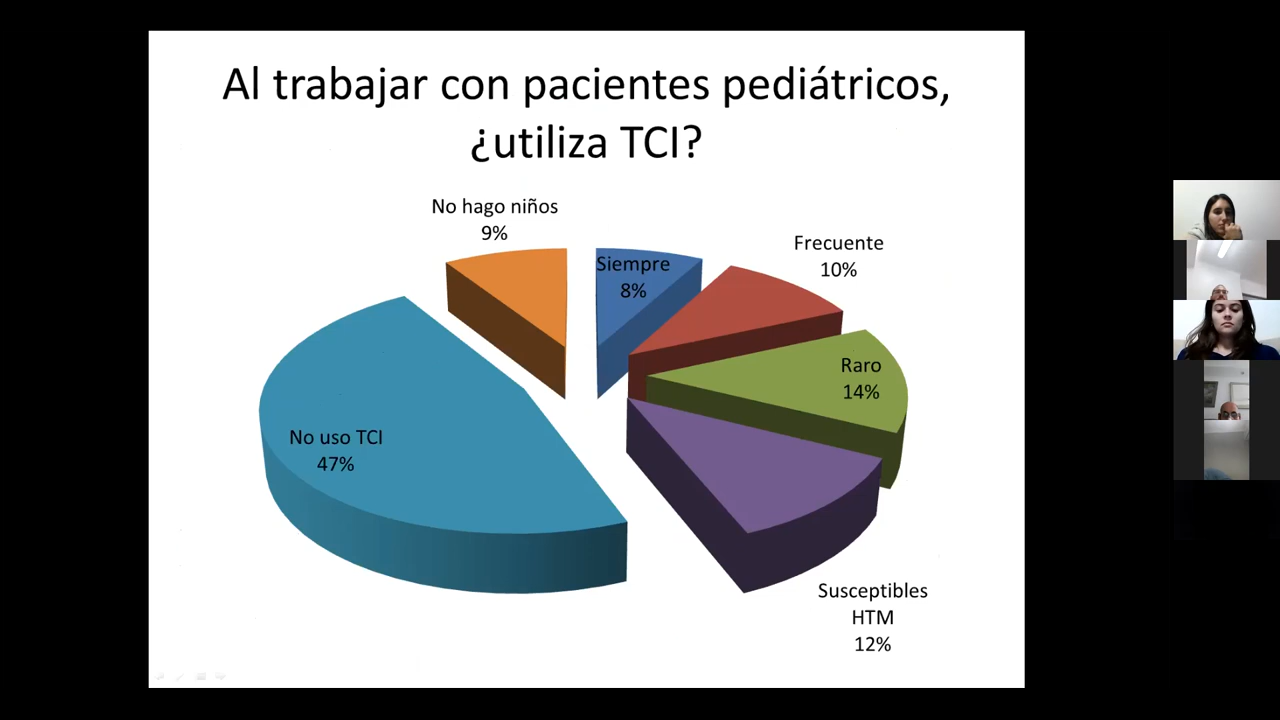 Al trabajar con pacientes pediátricos,
¿utiliza TCI?
No hago niños
9%
Siempre
8%
Frecuente
10%
Raro
14%
No uso TCI
47%
Susceptibles
HTM
12%